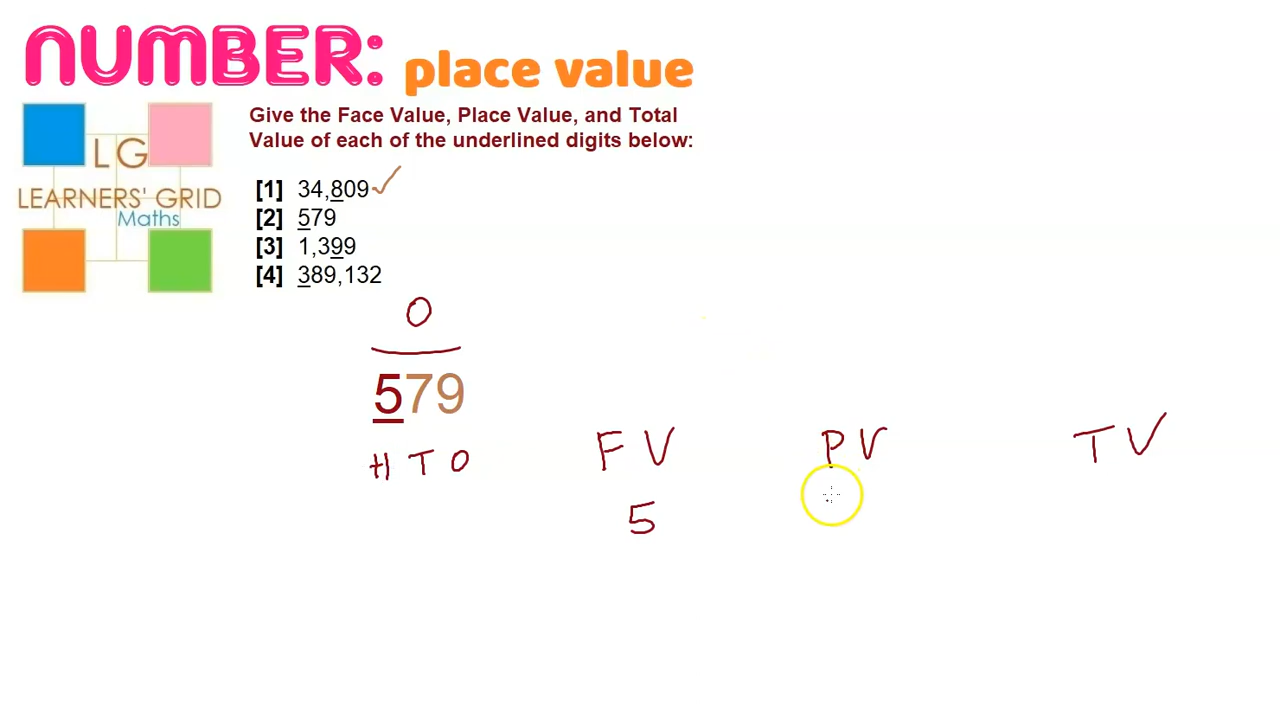 NUMBER: place value
LG
LEARNERS' GRID
Maths
Give the Face Value, Place Value, and Total
Value of each of the underlined digits below:
[1] 34,809
[2] 579
[3] 1,399
[4] 389,132
O
579
H T O
F V
P V
T V
5